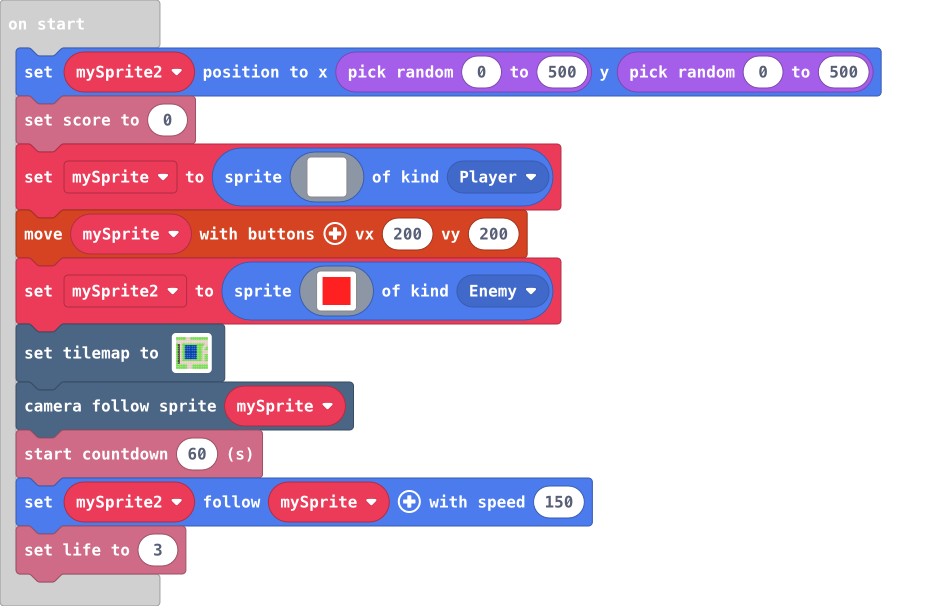 on start
set mySprite2 position to x pick random 0 to 500 y pick random 0 to 500
set score to 0
set mySprite to sprite of kind Player
move mySprite with buttons vx 200 vy 200
set mySprite2 to sprite of kind Enemy
set tilemap to
camera follow sprite mySprite
start countdown 60 (s)
set mySprite2 follow mySprite with speed 150
set life to 3